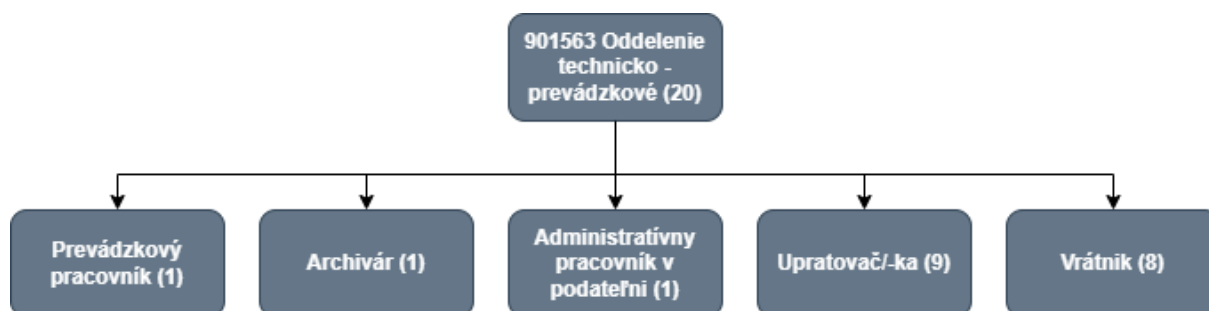 901563 Oddelenie
technicko -
prevádzkové (20)
Prevádzkový
pracovník (1)
Archivár (1)
Administratívny
pracovník v
podateľni (1)
Upratovač/-ka (9)
Vrátnik (8)